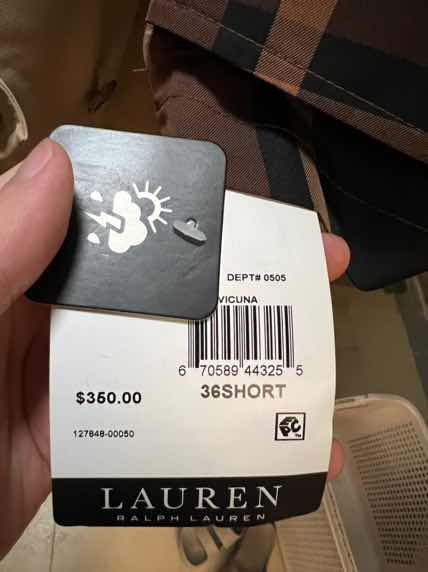 DEPT# 0505
VICUNA
6 70589 44325 5
36SHORT
$350.00
127848-00050
LAUREN
RALPH LAUREN